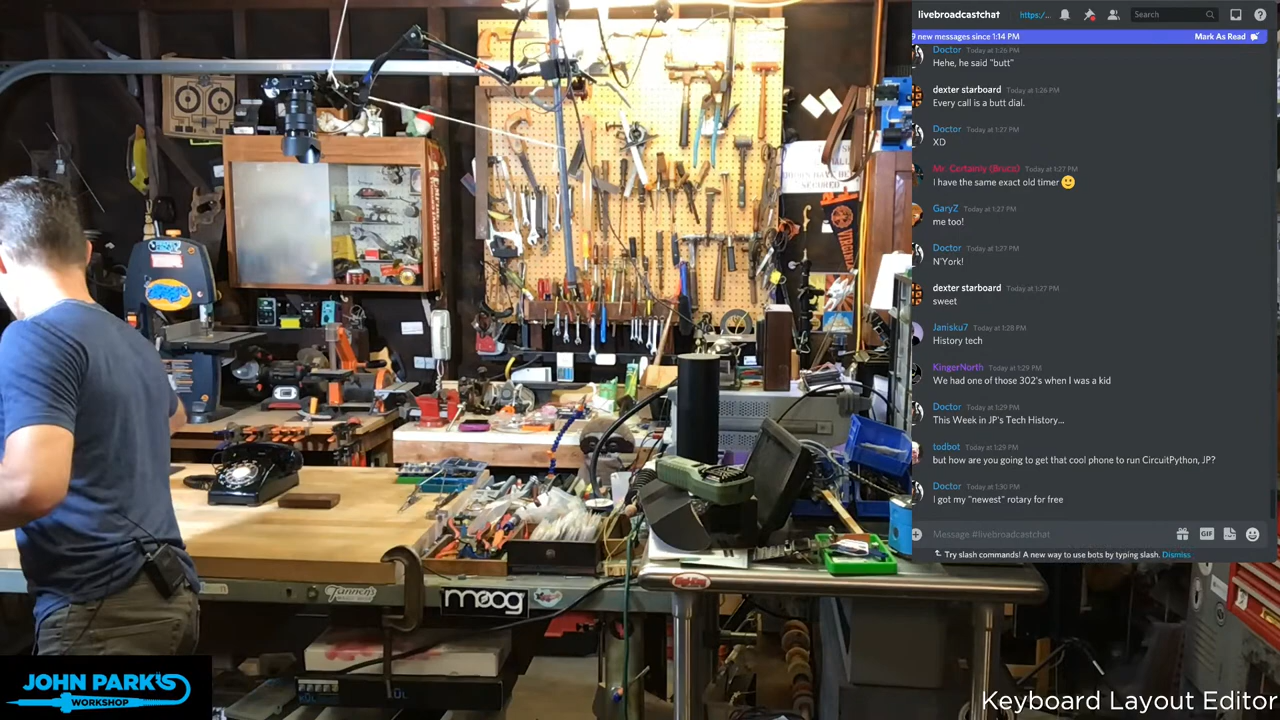 livebroadcastchat
https:/...
Search
9 new messages since 1:14 PM
Mark As Read
Doctor Today at 1:26 PM
Hehe, he said "butt"
dexter starboard Today at 1:26 PM
Every call is a butt dial.
Doctor Today at 1:27 PM
XD
Mr. Certainly (Bruce) Today at 1:27 PM
I have the same exact old timer
GaryZ Today at 1:27 PM
me too!
Doctor Today at 1:27 PM
N'York!
dexter starboard Today at 1:27 PM
sweet
Janisku7 Today at 1:28 PM
History tech
KingerNorth Today at 1:29 PM
We had one of those 302's when I was a kid
Doctor Today at 1:29 PM
This Week in JP's Tech History...
todbot Today at 1:29 PM
but how are you going to get that cool phone to run CircuitPython, JP?
Doctor Today at 1:30 PM
I got my "newest" rotary for free
Message #livebroadcastchat
GIF
Try slash commands! A new way to use bots by typing slash. Dismiss
VIRGINIA
Tannen's
moog
JOHN PARK'S
WORKSHOP
Keyboard Layout Editor